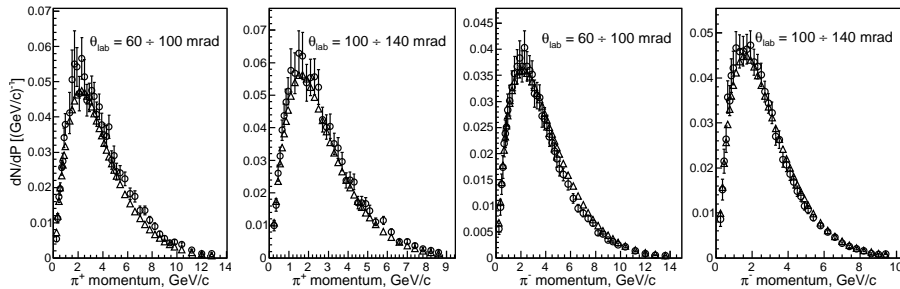 dN/dP [(GeV/c)⁻¹]
0.07
0.06
0.05
0.04
0.03
0.02
0.01
0
θlab = 60 ÷ 100 mrad
0 2 4 6 8 10 12 14
π⁺ momentum, GeV/c
0.07
0.06
0.05
0.04
0.03
0.02
0.01
0
θlab = 100 ÷ 140 mrad
0 1 2 3 4 5 6 7 8 9
π⁺ momentum, GeV/c
0.045
0.04
0.035
0.03
0.025
0.02
0.015
0.01
0.005
0
θlab = 60 ÷ 100 mrad
0 2 4 6 8 10 12 14
π⁻ momentum, GeV/c
0.05
0.04
0.03
0.02
0.01
0
θlab = 100 ÷ 140 mrad
0 2 4 6 8 10
π⁻ momentum, GeV/c